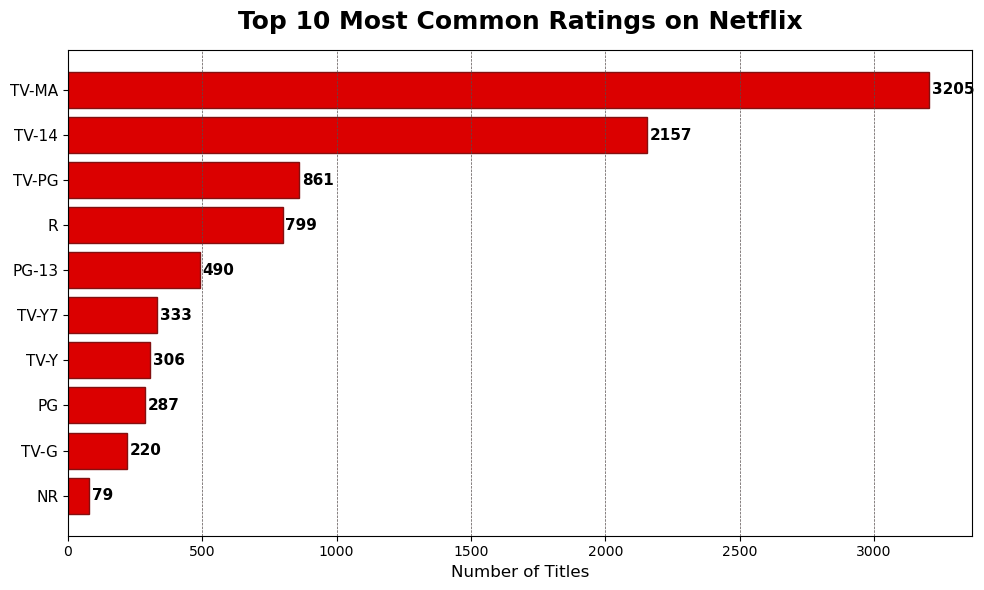 Top 10 Most Common Ratings on Netflix
TV-MA 3205
TV-14 2157
TV-PG 861
R 799
PG-13 490
TV-Y7 333
TV-Y 306
PG 287
TV-G 220
NR 79
0 500 1000 1500 2000 2500 3000
Number of Titles